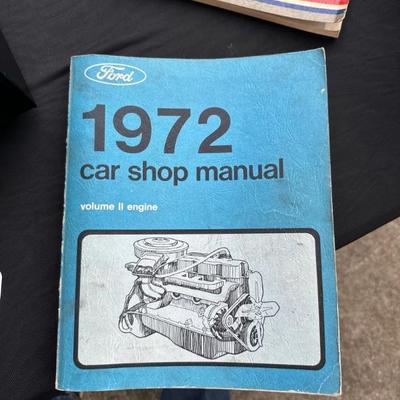 Ford
1972
car shop manual
volume II engine